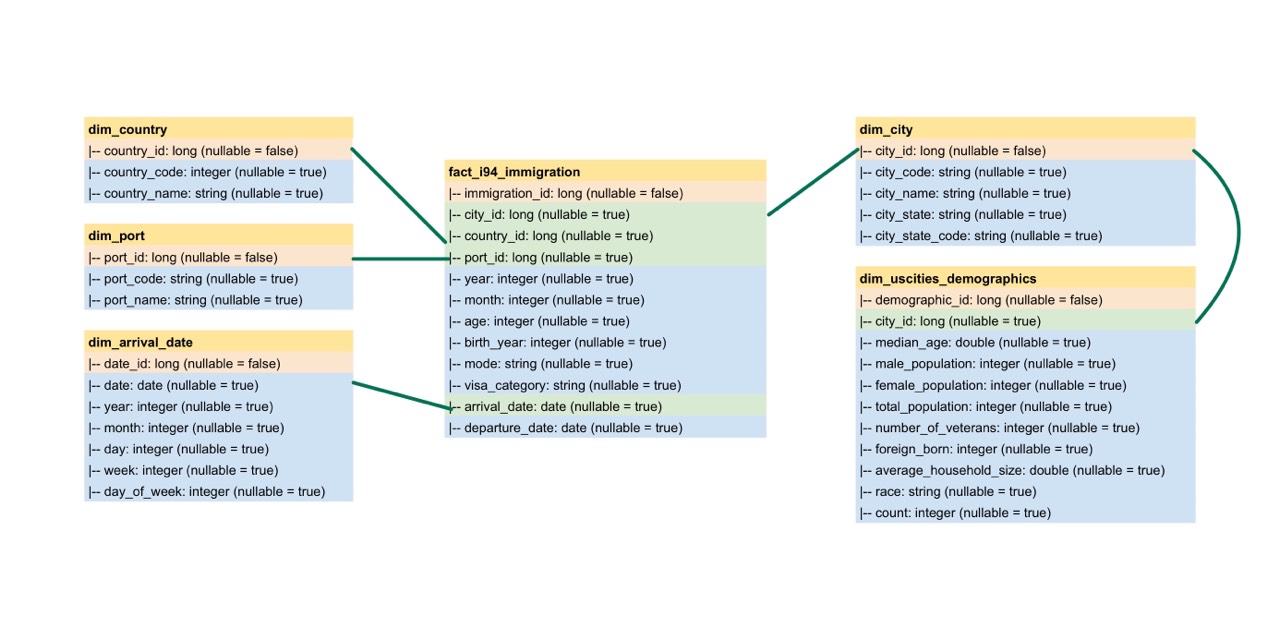 dim_country
|-- country_id: long (nullable = false)
|-- country_code: integer (nullable = true)
|-- country_name: string (nullable = true)
dim_port
|-- port_id: long (nullable = false)
|-- port_code: string (nullable = true)
|-- port_name: string (nullable = true)
dim_arrival_date
|-- date_id: long (nullable = false)
|-- date: date (nullable = true)
|-- year: integer (nullable = true)
|-- month: integer (nullable = true)
|-- day: integer (nullable = true)
|-- week: integer (nullable = true)
|-- day_of_week: integer (nullable = true)
fact_i94_immigration
|-- immigration_id: long (nullable = false)
|-- city_id: long (nullable = true)
|-- country_id: long (nullable = true)
|-- port_id: long (nullable = true)
|-- year: integer (nullable = true)
|-- month: integer (nullable = true)
|-- age: integer (nullable = true)
|-- birth_year: integer (nullable = true)
|-- mode: string (nullable = true)
|-- visa_category: string (nullable = true)
|-- arrival_date: date (nullable = true)
|-- departure_date: date (nullable = true)
dim_city
|-- city_id: long (nullable = false)
|-- city_code: string (nullable = true)
|-- city_name: string (nullable = true)
|-- city_state: string (nullable = true)
|-- city_state_code: string (nullable = true)
dim_uscities_demographics
|-- demographic_id: long (nullable = false)
|-- city_id: long (nullable = true)
|-- median_age: double (nullable = true)
|-- male_population: integer (nullable = true)
|-- female_population: integer (nullable = true)
|-- total_population: integer (nullable = true)
|-- number_of_veterans: integer (nullable = true)
|-- foreign_born: integer (nullable = true)
|-- average_household_size: double (nullable = true)
|-- race: string (nullable = true)
|-- count: integer (nullable = true)